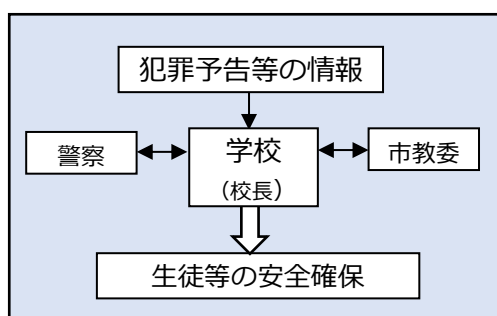 犯罪予告等の情報
警察
学校
(校長)
市教委
生徒等の安全確保